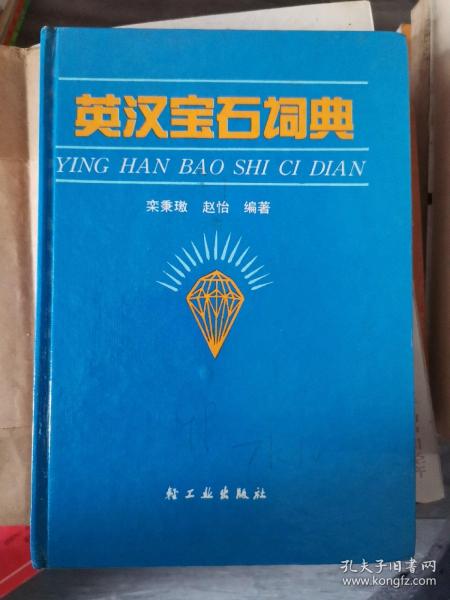 英汉宝石词典
YING HAN BAO SHI CI DIAN
栾秉璈 赵怡 编著
轻工业出版社
孔夫子旧书网
www.kongfz.com